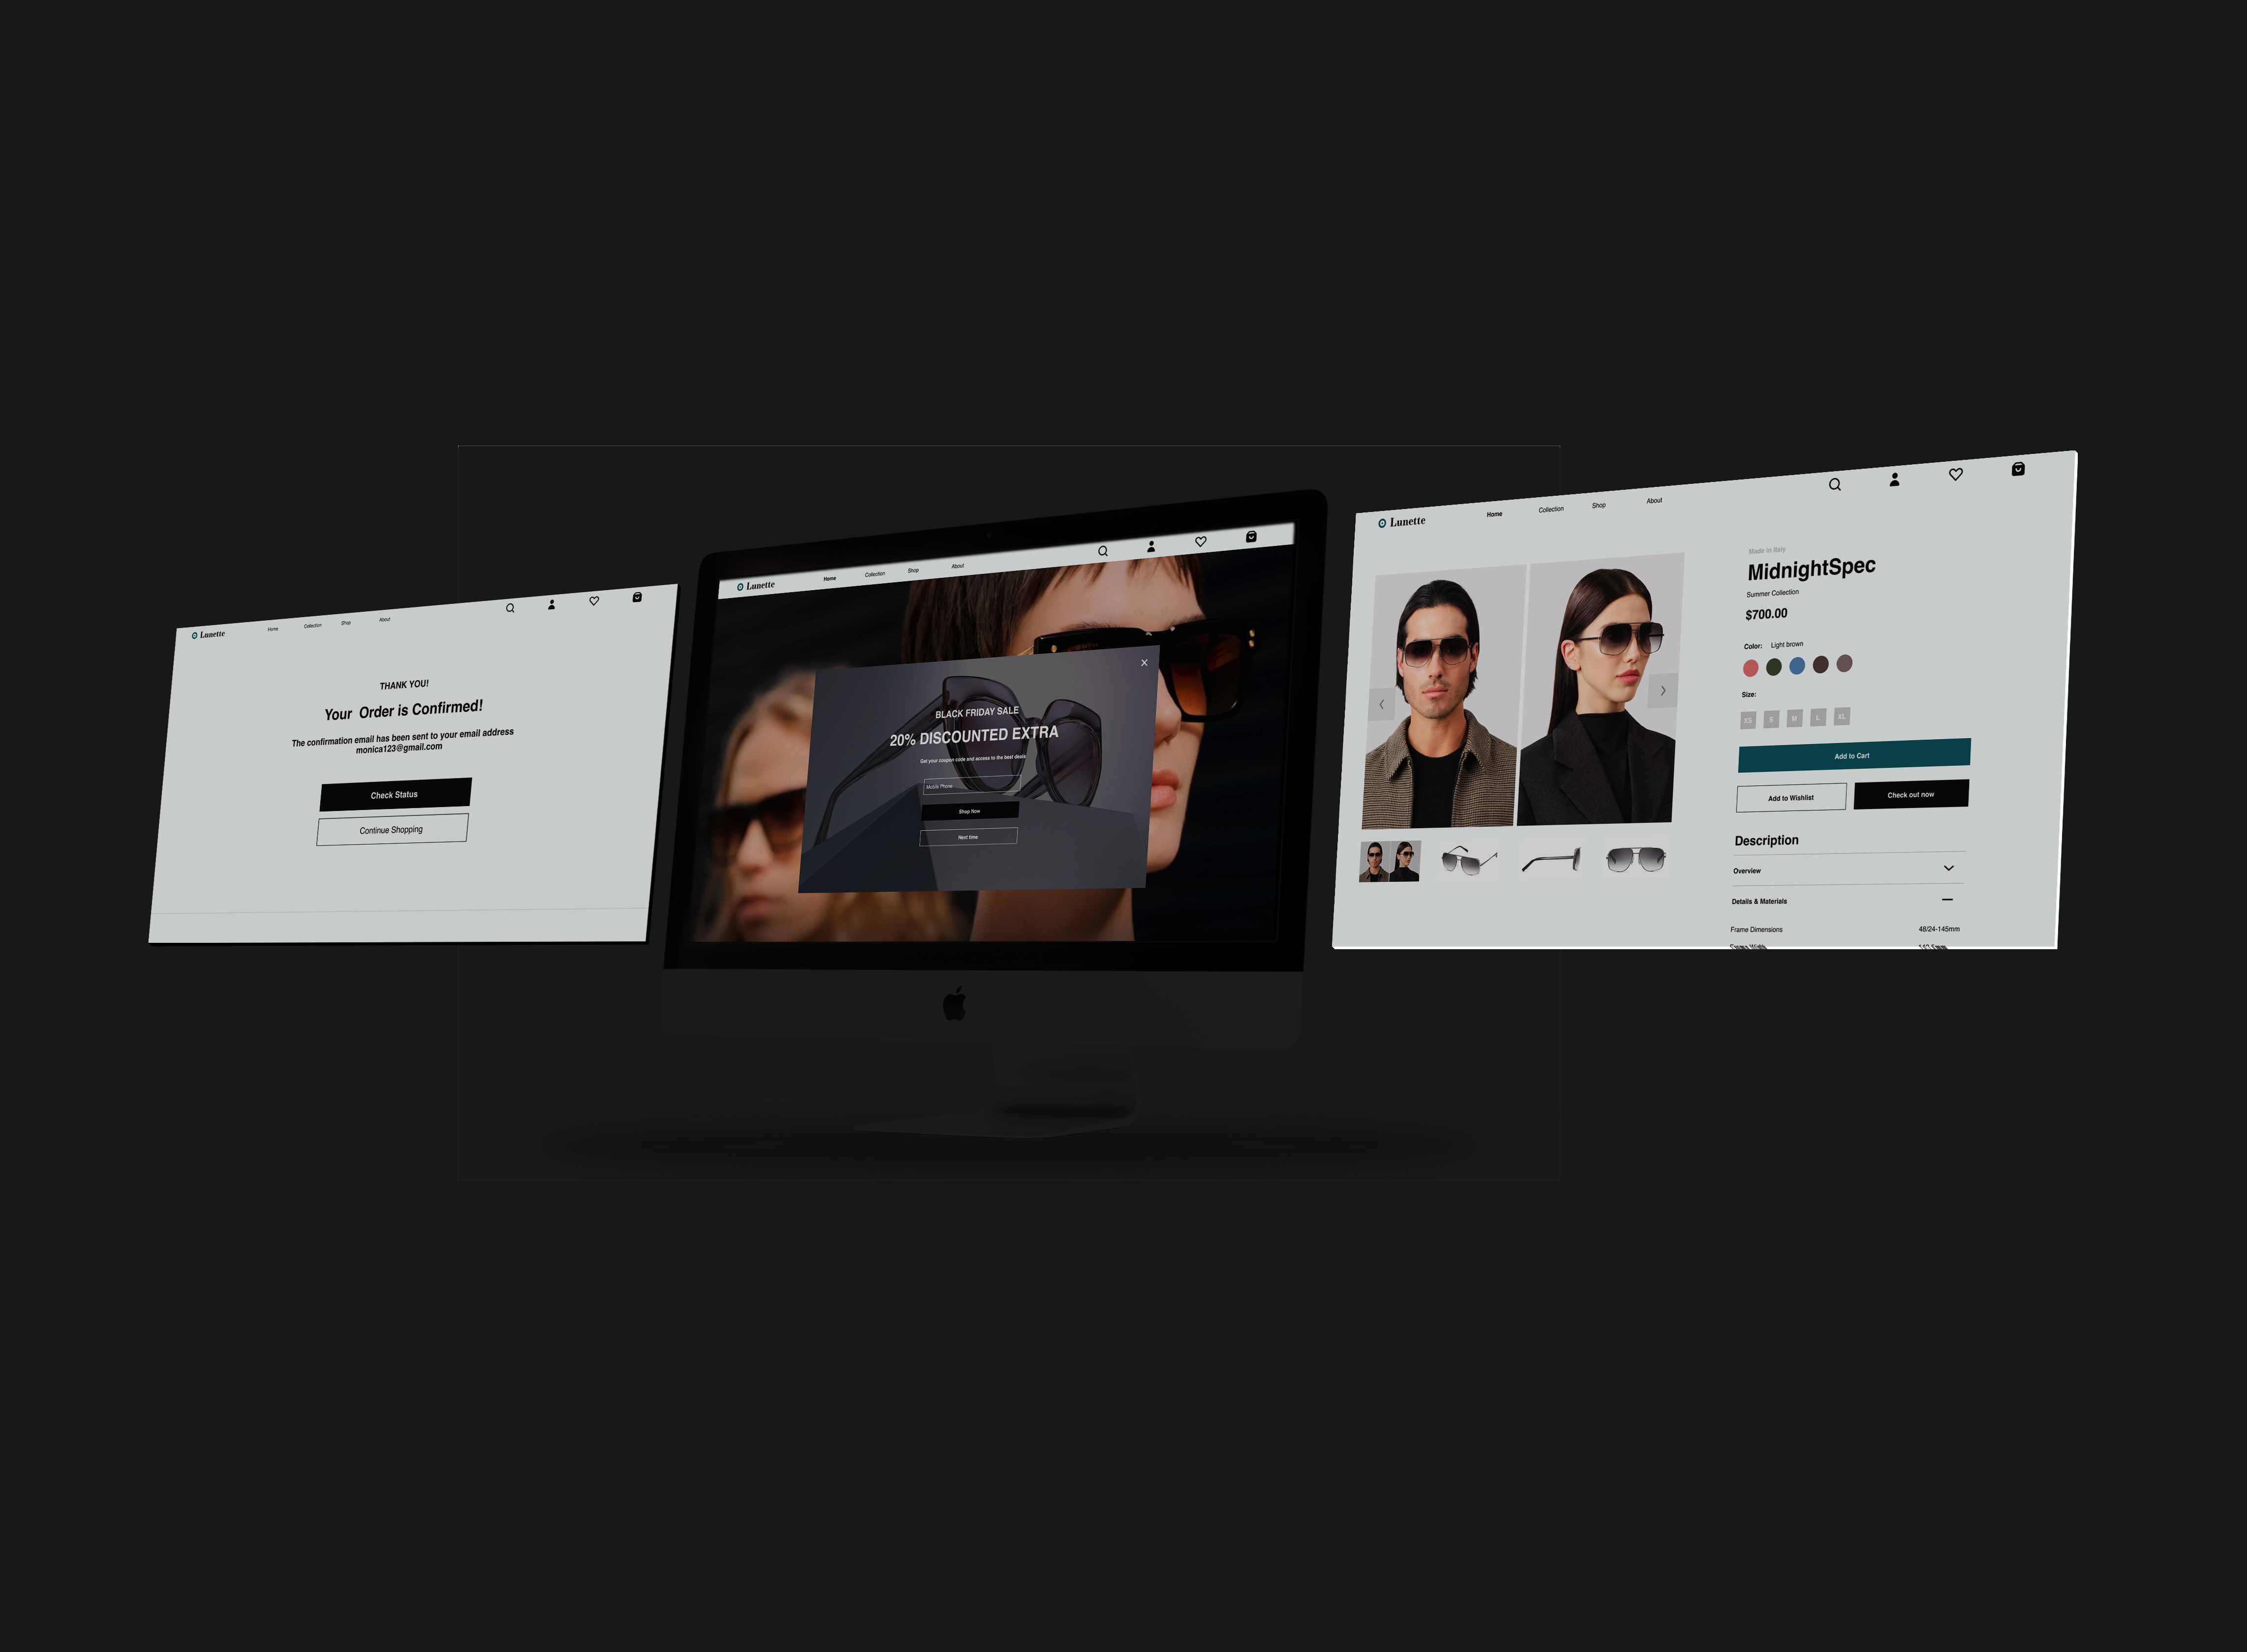 Lunette
Home
Collection
Shop
About
THANK YOU!
Your Order is Confirmed!
The confirmation email has been sent to your email address
monica123@gmail.com
Check Status
Continue Shopping
Lunette
Home
Collection
Shop
About
X
BLACK FRIDAY SALE
20% DISCOUNTED EXTRA
Get your coupon code and access to the best deals
Mobile Phone
Shop Now
Next time
Lunette
Home
Collection
Shop
About
Made in Italy
MidnightSpec
Summer Collection
$700.00
Color: Light brown
Size:
XS S M L XL
Add to Cart
Add to Wishlist
Check out now
Description
Overview
Details & Materials
Frame Dimensions 48/24-145mm